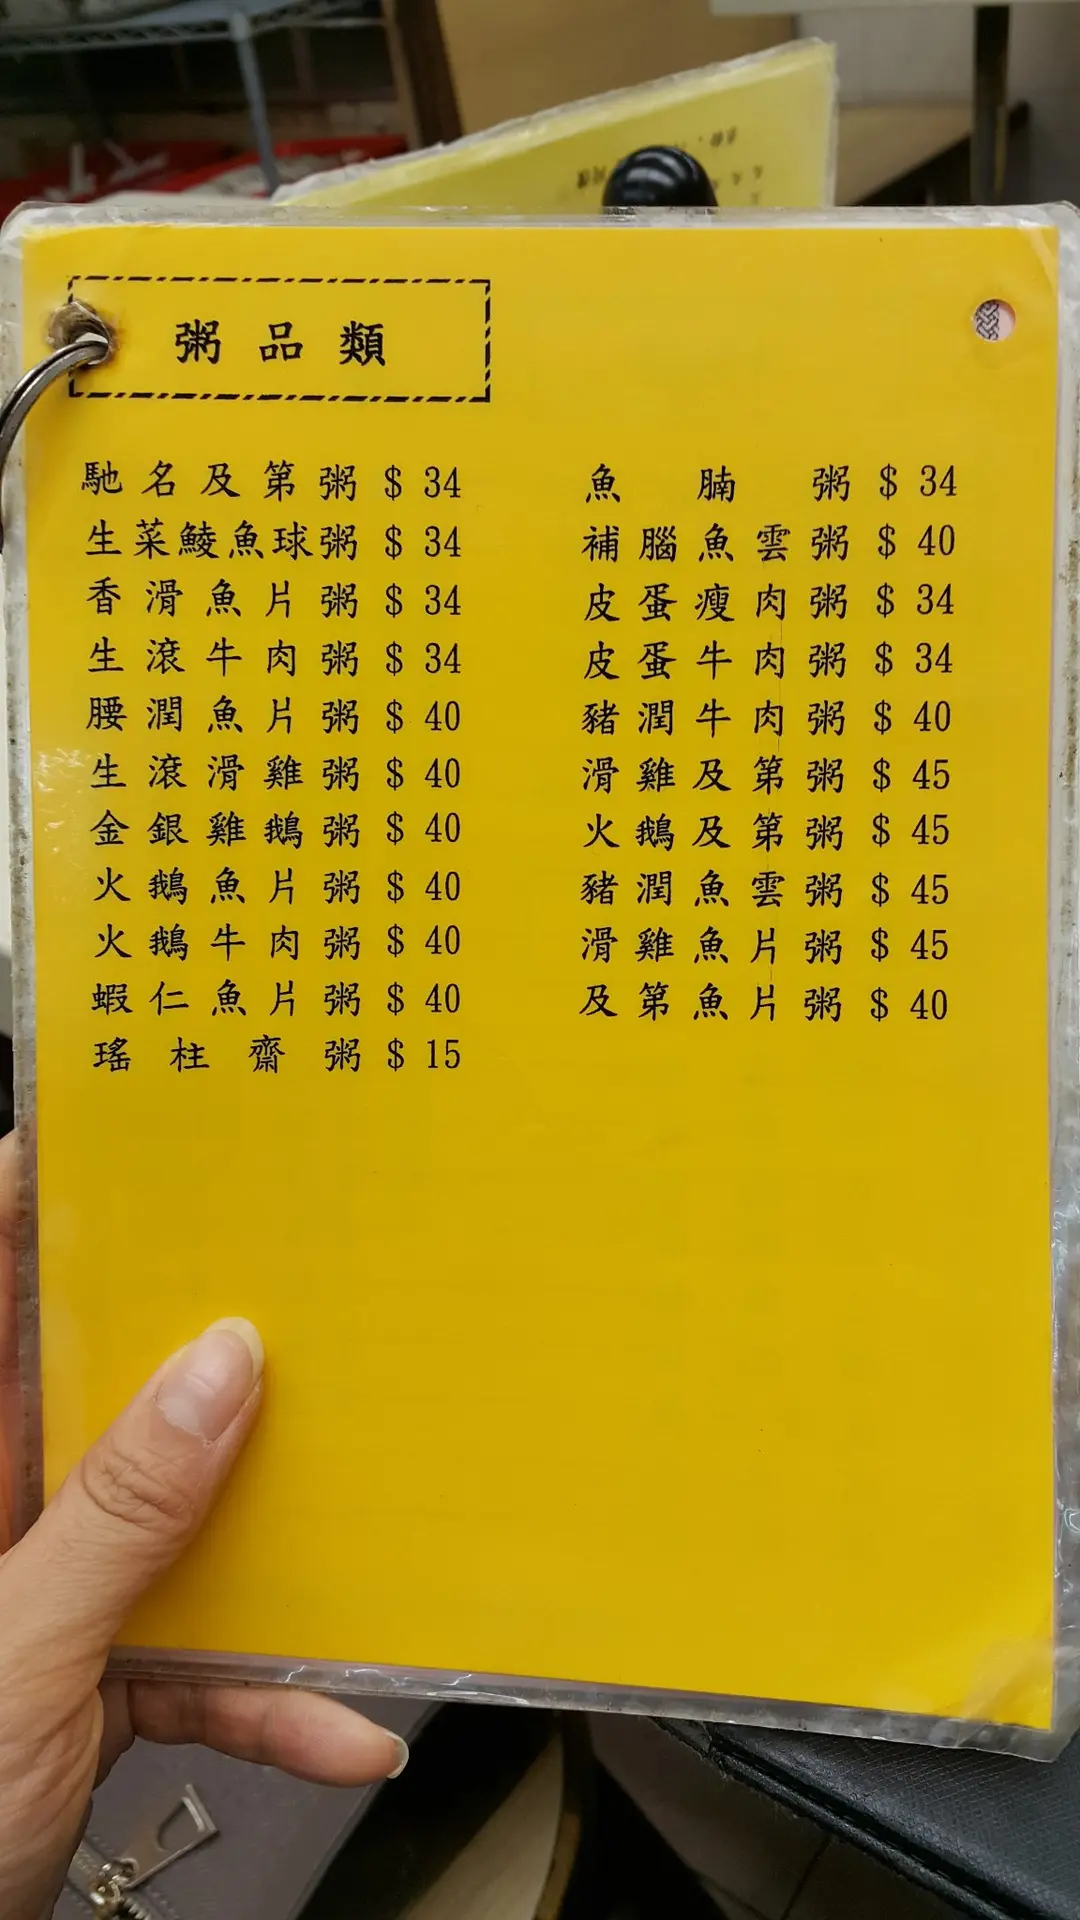 粥品類
馳名及第粥 $ 34
生菜鯪魚球粥 $ 34
香滑魚片粥 $ 34
生滾牛肉粥 $ 34
腰潤魚片粥 $ 40
生滾滑雞粥 $ 40
金銀雞鵝粥 $ 40
火鵝魚片粥 $ 40
火鵝牛肉粥 $ 40
蝦仁魚片粥 $ 40
瑤柱齋粥 $ 15
魚腩粥 $ 34
補腦魚雲粥 $ 40
皮蛋瘦肉粥 $ 34
皮蛋牛肉粥 $ 34
豬潤牛肉粥 $ 40
滑雞及第粥 $ 45
火鵝及第粥 $ 45
豬潤魚雲粥 $ 45
滑雞魚片粥 $ 45
及第魚片粥 $ 40